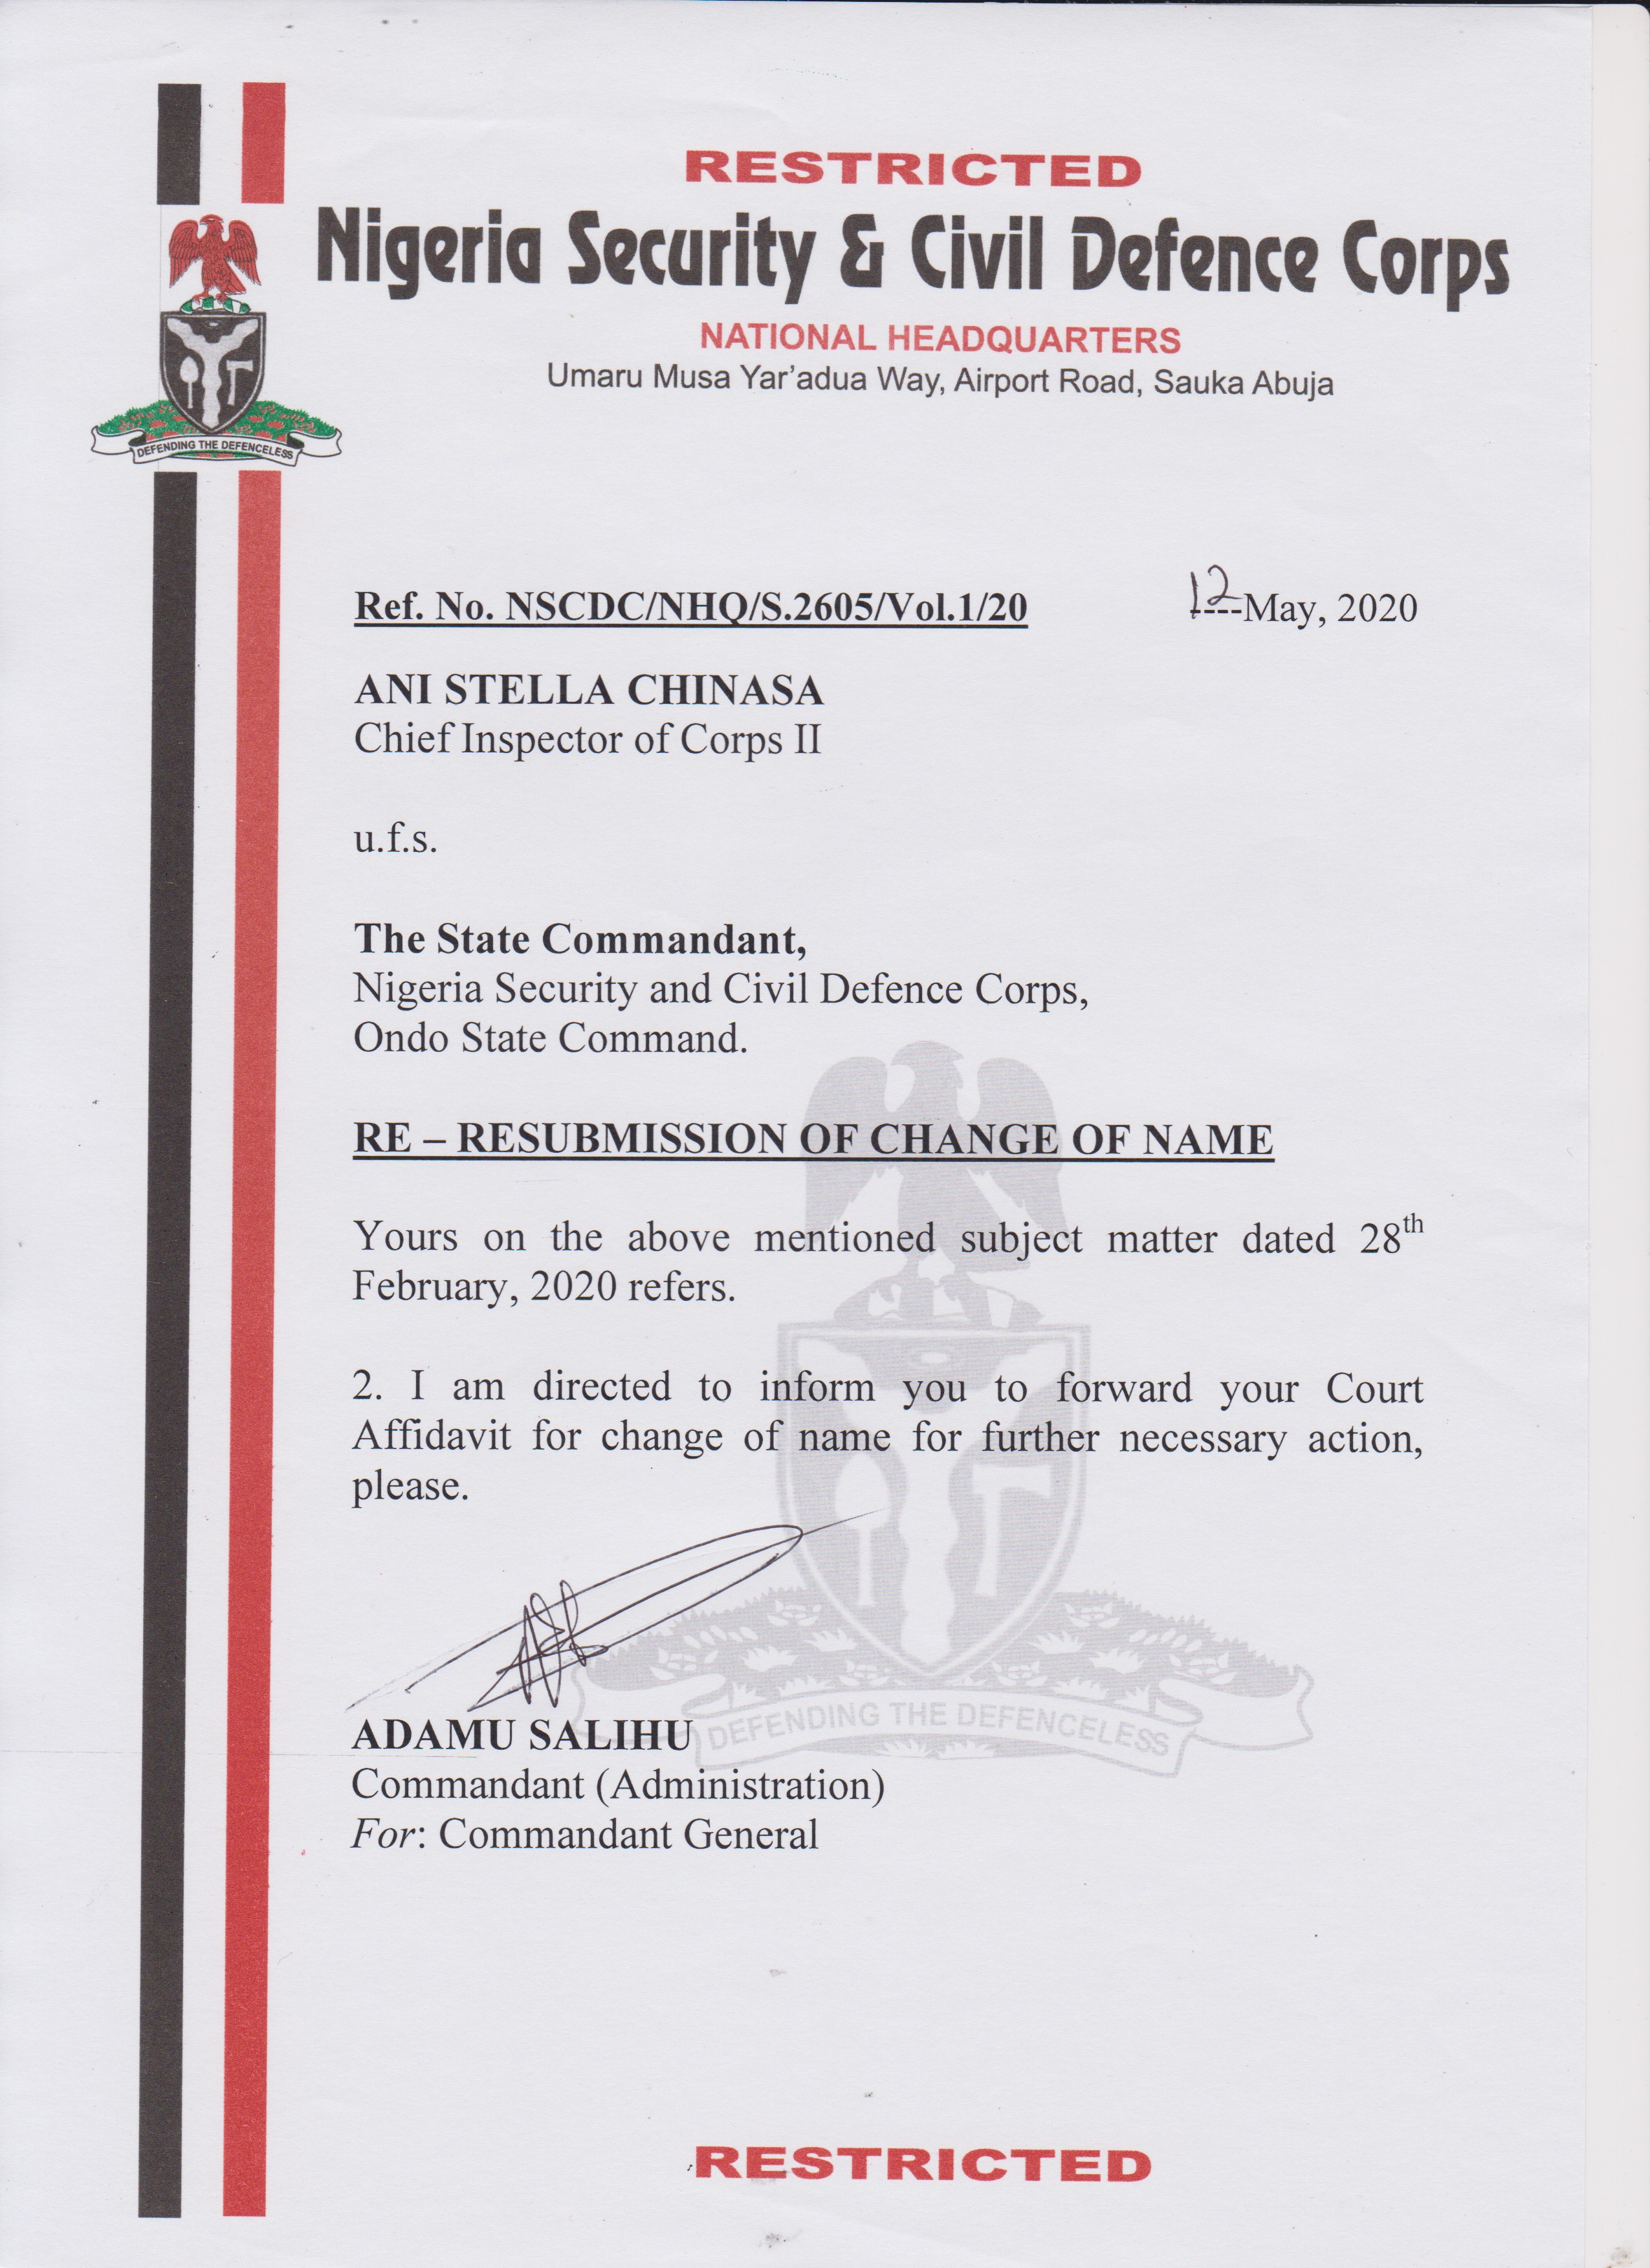 RESTRICTED
Nigeria Security & Civil Defence Corps
NATIONAL HEADQUARTERS
Umaru Musa Yar'adua Way, Airport Road, Sauka Abuja
DEFENDING THE DEFENCELESS
Ref. No. NSCDC/NHQ/S.2605/Vol.1/20
12----May, 2020
ANI STELLA CHINASA
Chief Inspector of Corps II
u.f.s.
The State Commandant,
Nigeria Security and Civil Defence Corps,
Ondo State Command.
RE – RESUBMISSION OF CHANGE OF NAME
Yours on the above mentioned subject matter dated 28th
February, 2020 refers.
2. I am directed to inform you to forward your Court
Affidavit for change of name for further necessary action,
please.
ADAMU SALIHU
DEFENDING THE DEFENCELESS
Commandant (Administration)
For: Commandant General
RESTRICTED